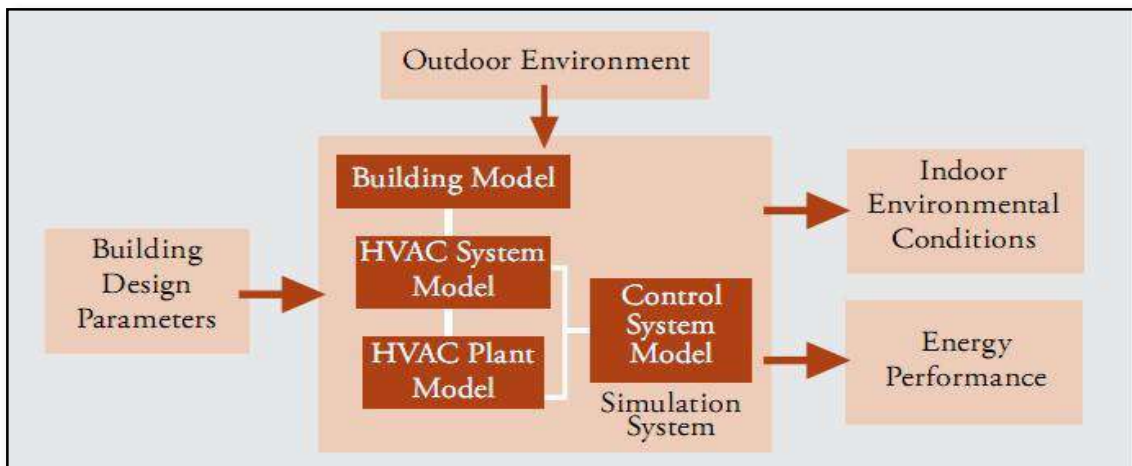 Outdoor Environment
Building Model
HVAC System
Model
HVAC Plant
Model
Control
System
Model
Simulation
System
Building
Design
Parameters
Indoor
Environmental
Conditions
Energy
Performance